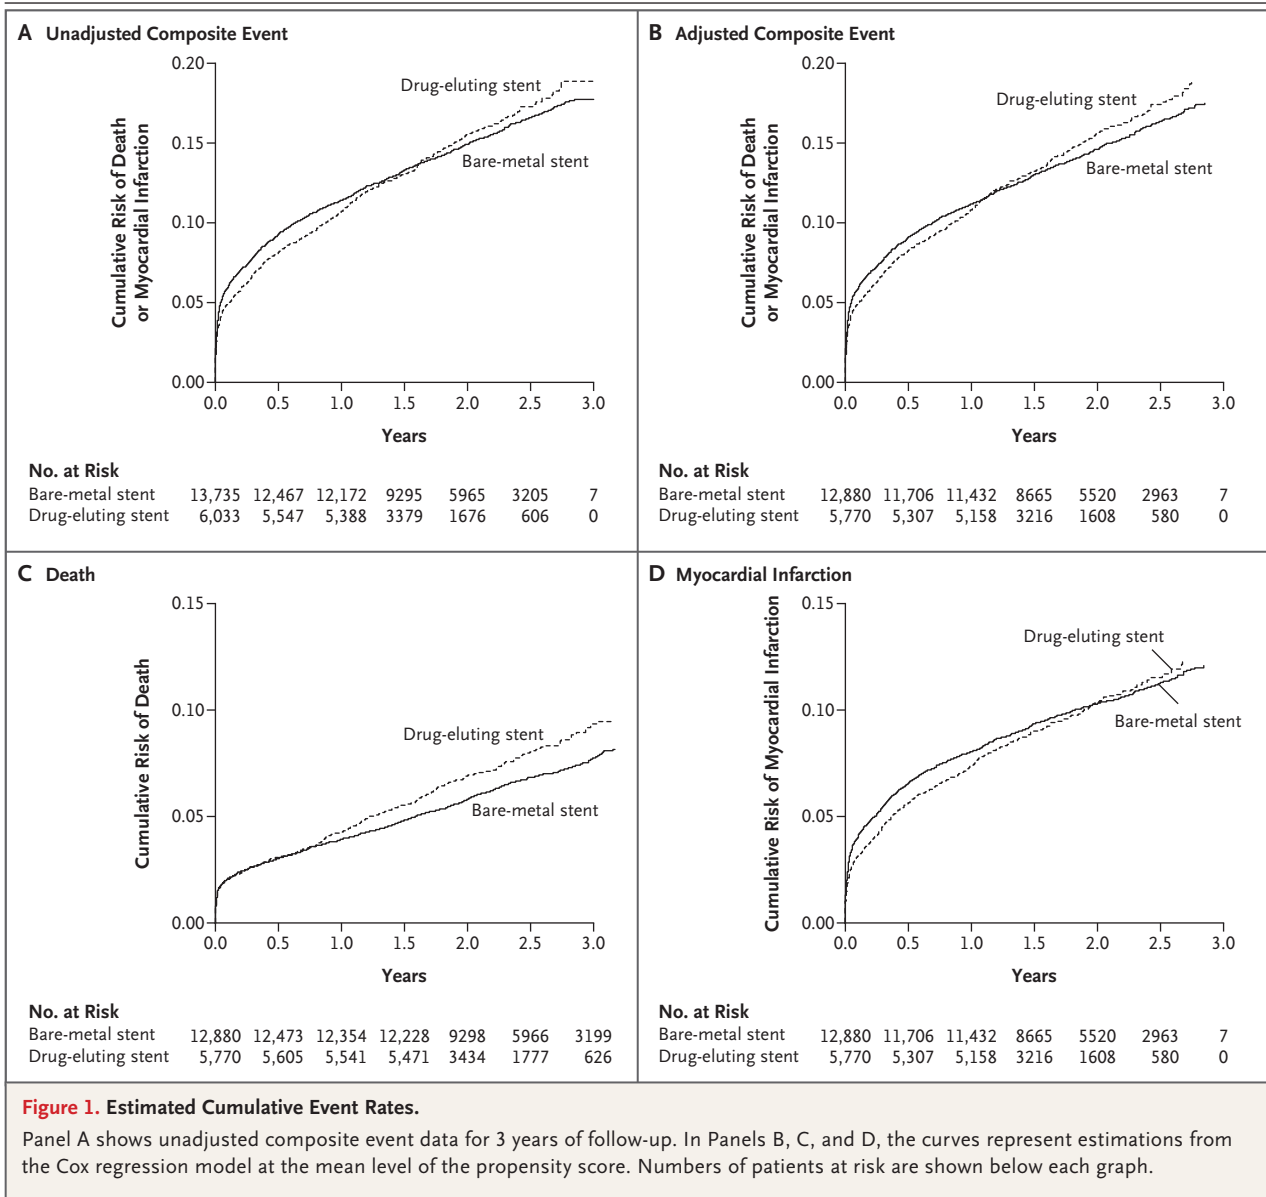 A Unadjusted Composite Event
Cumulative Risk of Death
or Myocardial Infarction
0.20
0.15
0.10
0.05
0.00
Drug-eluting stent
Bare-metal stent
0.0 0.5 1.0 1.5 2.0 2.5 3.0
Years
No. at Risk
Bare-metal stent 13,735 12,467 12,172 9295 5965 3205 7
Drug-eluting stent 6,033 5,547 5,388 3379 1676 606 0
B Adjusted Composite Event
Cumulative Risk of Death
or Myocardial Infarction
0.20
0.15
0.10
0.05
0.00
Drug-eluting stent
Bare-metal stent
0.0 0.5 1.0 1.5 2.0 2.5 3.0
Years
No. at Risk
Bare-metal stent 12,880 11,706 11,432 8665 5520 2963 7
Drug-eluting stent 5,770 5,307 5,158 3216 1608 580 0
C Death
Cumulative Risk of Death
0.15
0.10
0.05
0.00
Drug-eluting stent
Bare-metal stent
0.0 0.5 1.0 1.5 2.0 2.5 3.0
Years
No. at Risk
Bare-metal stent 12,880 12,473 12,354 12,228 9298 5966 3199
Drug-eluting stent 5,770 5,605 5,541 5,471 3434 1777 626
D Myocardial Infarction
Cumulative Risk of Myocardial Infarction
0.15
0.10
0.05
0.00
Drug-eluting stent
Bare-metal stent
0.0 0.5 1.0 1.5 2.0 2.5 3.0
Years
No. at Risk
Bare-metal stent 12,880 11,706 11,432 8665 5520 2963 7
Drug-eluting stent 5,770 5,307 5,158 3216 1608 580 0
Figure 1. Estimated Cumulative Event Rates.
Panel A shows unadjusted composite event data for 3 years of follow-up. In Panels B, C, and D, the curves represent estimations from
the Cox regression model at the mean level of the propensity score. Numbers of patients at risk are shown below each graph.